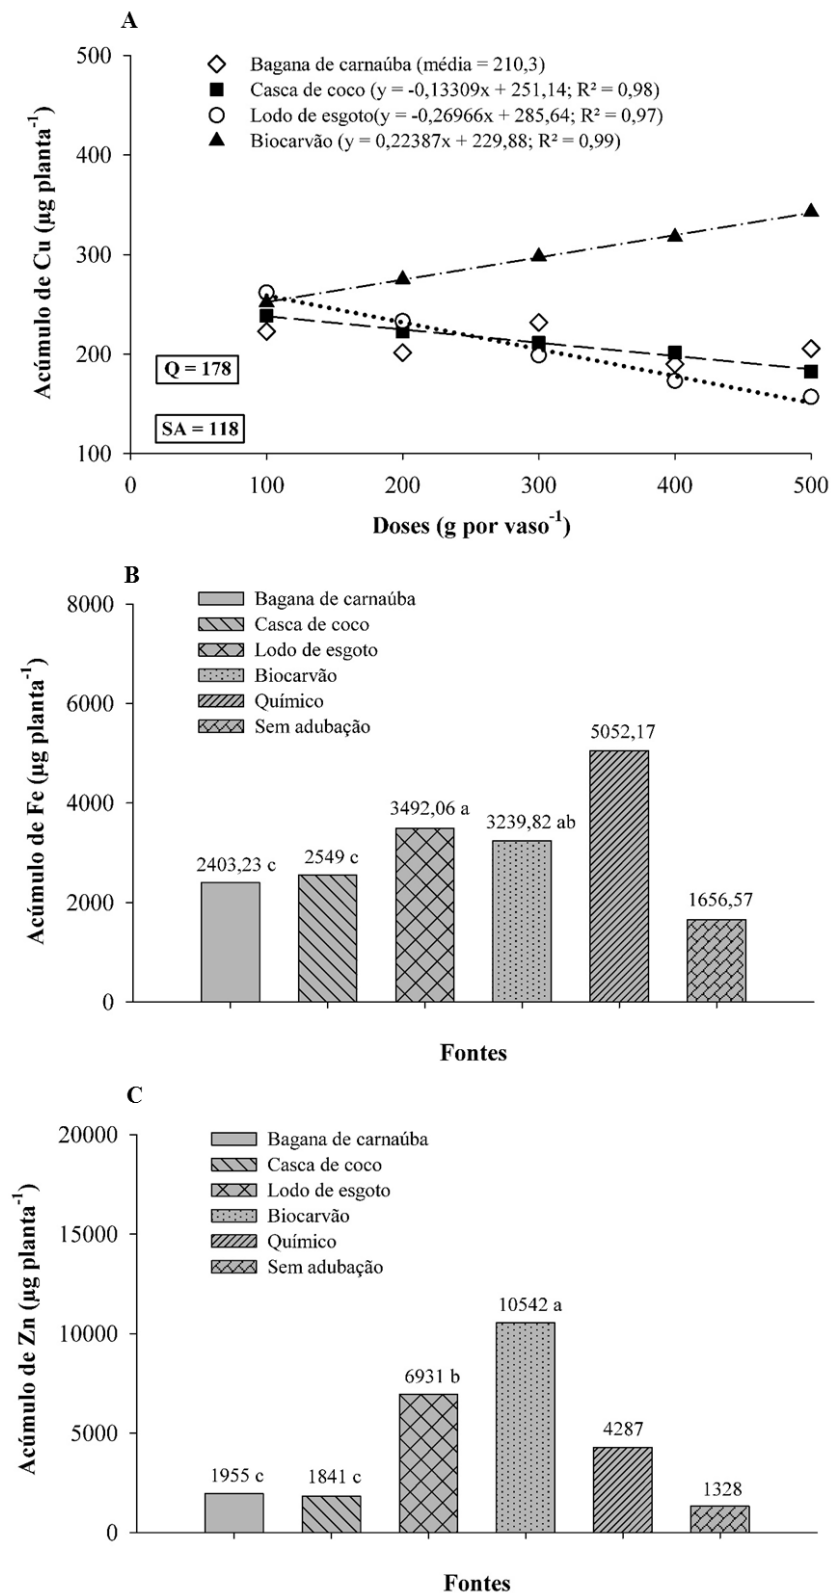 A
500
400
300
200
100
Acúmulo de Cu (µg planta⁻¹)
Bagana de carnaúba (média = 210,3)
Casca de coco (y = -0,13309x + 251,14; R² = 0,98)
Lodo de esgoto(y = -0,26966x + 285,64; R² = 0,97)
Biocarvão (y = 0,22387x + 229,88; R² = 0,99)
Q = 178
SA = 118
0 100 200 300 400 500
Doses (g por vaso⁻¹)
B
8000
6000
4000
2000
0
Acúmulo de Fe (µg planta⁻¹)
Bagana de carnaúba
Casca de coco
Lodo de esgoto
Biocarvão
Químico
Sem adubação
2403,23 c
2549 c
3492,06 a
3239,82 ab
5052,17
1656,57
Fontes
C
20000
15000
10000
5000
0
Acúmulo de Zn (µg planta⁻¹)
Bagana de carnaúba
Casca de coco
Lodo de esgoto
Biocarvão
Químico
Sem adubação
1955 c
1841 c
6931 b
10542 a
4287
1328
Fontes